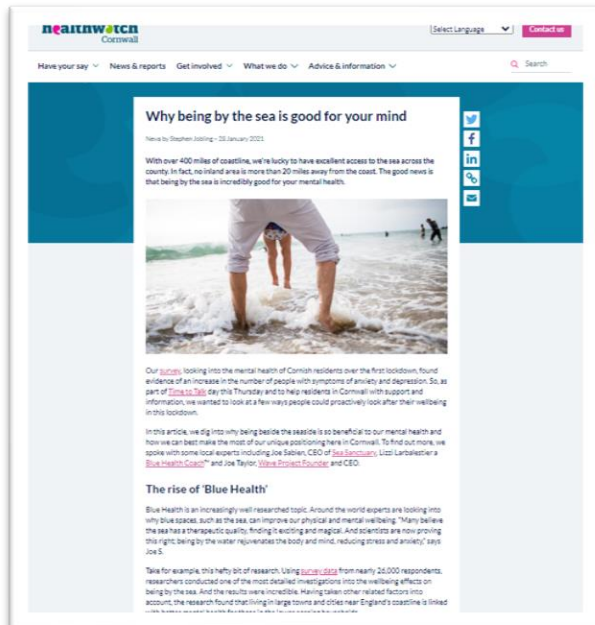 healthwatch
Cornwall
Select Language
Contact us
Have your say
News & reports
Get involved
What we do
Advice & information
Search
Why being by the sea is good for your mind
News by Stephen Jobling – 28 January 2021
With over 400 miles of coastline, we're lucky to have excellent access to the sea across the
county. In fact, no inland area is more than 20 miles away from the coast. The good news is
that being by the sea is incredibly good for your mental health.
Our survey, looking into the mental health of Cornish residents over the first lockdown, found
evidence of an increase in the number of people with symptoms of anxiety and depression. So, as
part of Time to Talk day this Thursday and to help residents in Cornwall with support and
information, we wanted to look at a few ways people could proactively look after their wellbeing
in this lockdown.
In this article, we dig into why being beside the seaside is so beneficial to our mental health and
how we can best make the most of our unique positioning here in Cornwall. To find out more, we
spoke with some local experts including Joe Sabien, CEO of Sea Sanctuary, Lizzi Larbalestier a
Blue Health Coach™ and Joe Taylor, Wave Project Founder and CEO.
The rise of 'Blue Health'
Blue Health is an increasingly well researched topic. Around the world experts are looking into
why blue spaces, such as the sea, can improve our physical and mental wellbeing. "Many believe
the sea has a therapeutic quality, finding it exciting and magical. And scientists are now proving
this right; being by the water rejuvenates the body and mind, reducing stress and anxiety," says
Joe S.
Take for example, this hefty bit of research. Using survey data from nearly 26,000 respondents,
researchers conducted one of the most detailed investigations into the wellbeing effects on
being by the sea. And the results were incredible. Having taken other related factors into
account, the research found that living in large towns and cities near England's coastline is linked
with better mental health for those in the lower earning households.